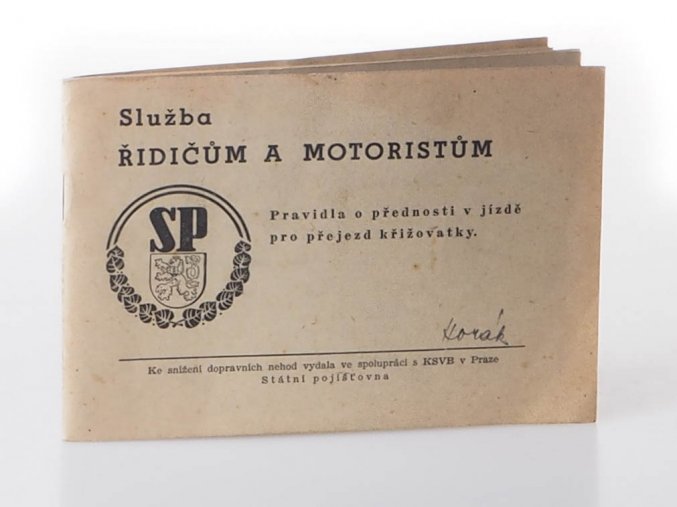 Služba
ŘIDIČŮM A MOTORISTŮM
SP
Pravidla o přednosti v jízdě
pro přejezd křižovatky.
Horák
Ke snížení dopravních nehod vydala ve spolupráci s KSVB v Praze
Státní pojišťovna